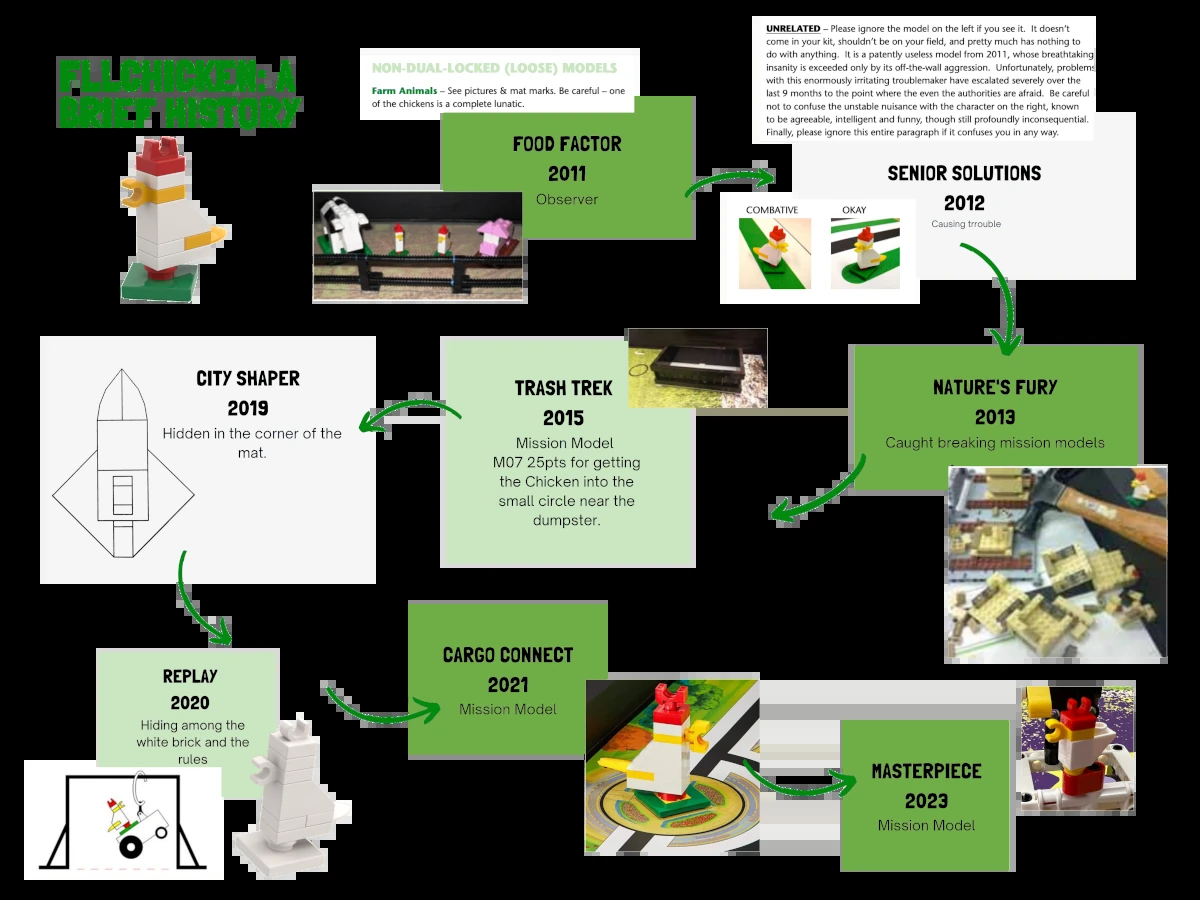 FLLCHICKEN: A
BRIEF HISTORY
NON-DUAL-LOCKED (LOOSE) MODELS
Farm Animals – See pictures & mat marks. Be careful – one
of the chickens is a complete lunatic.
FOOD FACTOR
2011
Observer
UNRELATED – Please ignore the model on the left if you see it. It doesn't
come in your kit, shouldn't be on your field, and pretty much has nothing to
do with anything. It is a patently useless model from 2011, whose breathtaking
insanity is exceeded only by its off-the-wall aggression. Unfortunately, problems
with this enormously irritating troublemaker have escalated severely over the
last 9 months to the point where the even the authorities are afraid. Be careful
not to confuse the unstable nuisance with the character on the right, known
to be agreeable, intelligent and funny, though still profoundly inconsequential.
Finally, please ignore this entire paragraph if it confuses you in any way.
SENIOR SOLUTIONS
2012
Causing trrouble
COMBATIVE OKAY
NATURE'S FURY
2013
Caught breaking mission models
TRASH TREK
2015
Mission Model
M07 25pts for getting
the Chicken into the
small circle near the
dumpster.
CITY SHAPER
2019
Hidden in the corner of the
mat.
REPLAY
2020
Hiding among the
white brick and the
rules
CARGO CONNECT
2021
Mission Model
MASTERPIECE
2023
Mission Model